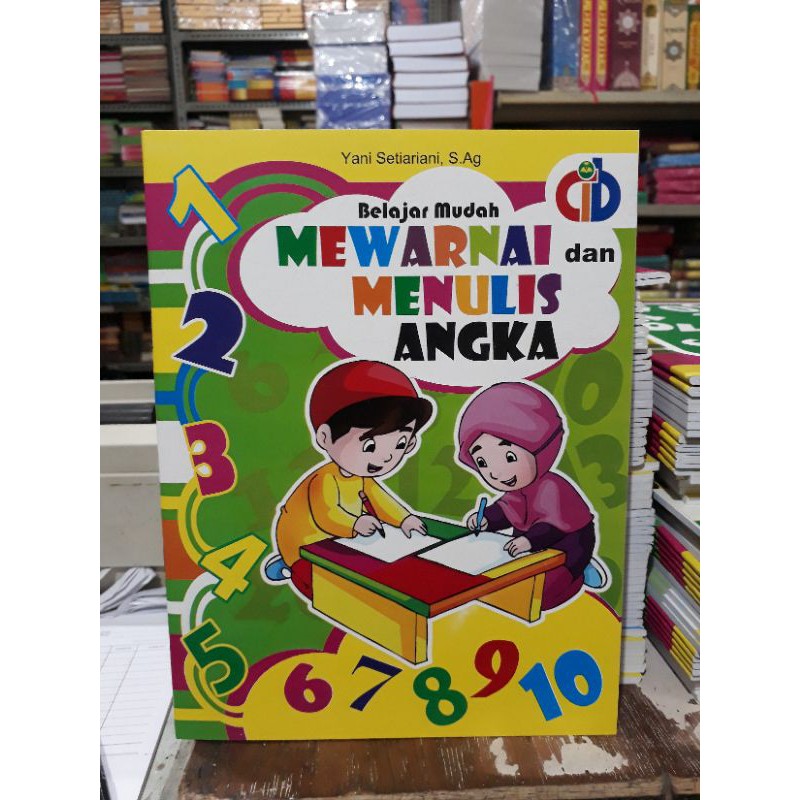 Yani Setiariani, S.Ag
cib
Belajar Mudah
MEWARNAI dan
MENULIS
ANGKA
1
2
3
4
5
6 7 8 9 10